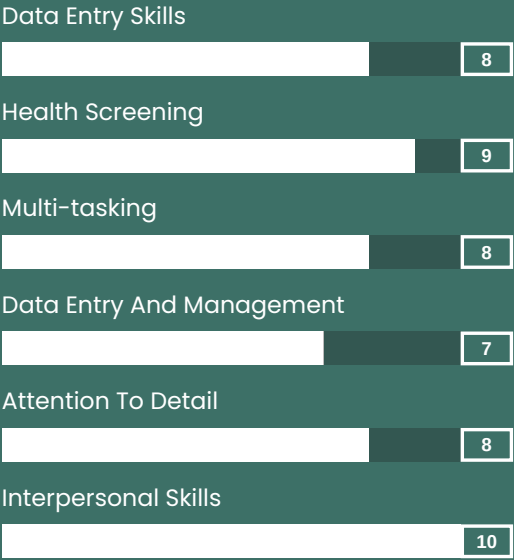 Data Entry Skills
8
Health Screening
9
Multi-tasking
8
Data Entry And Management
7
Attention To Detail
8
Interpersonal Skills
10